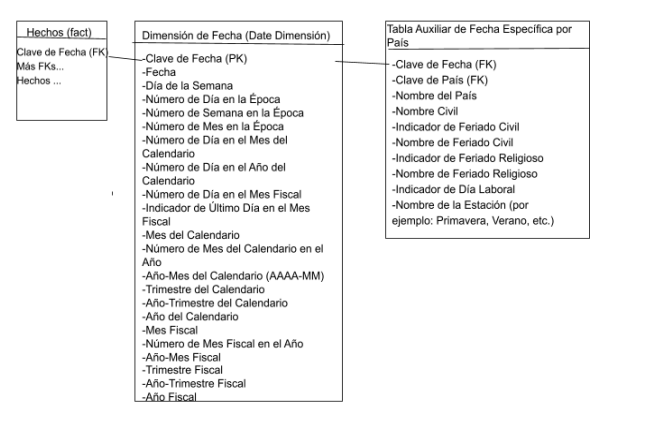 Hechos (fact)
Clave de Fecha (FK)
Más FKs...
Hechos ...
Dimensión de Fecha (Date Dimensión)
-Clave de Fecha (PK)
-Fecha
-Día de la Semana
-Número de Día en la Época
-Número de Semana en la Época
-Número de Mes en la Época
-Número de Día en el Mes del
Calendario
-Número de Día en el Año del
Calendario
-Número de Día en el Mes Fiscal
-Indicador de Último Día en el Mes
Fiscal
-Mes del Calendario
-Número de Mes del Calendario en el
Año
-Año-Mes del Calendario (AAAA-MM)
-Trimestre del Calendario
-Año-Trimestre del Calendario
-Año del Calendario
-Mes Fiscal
-Número de Mes Fiscal en el Año
-Año-Mes Fiscal
-Trimestre Fiscal
-Año-Trimestre Fiscal
-Año Fiscal
Tabla Auxiliar de Fecha Específica por
País
-Clave de Fecha (FK)
-Clave de País (FK)
-Nombre del País
-Nombre Civil
-Indicador de Feriado Civil
-Nombre de Feriado Civil
-Indicador de Feriado Religioso
-Nombre de Feriado Religioso
-Indicador de Día Laboral
-Nombre de la Estación (por
ejemplo: Primavera, Verano, etc.)